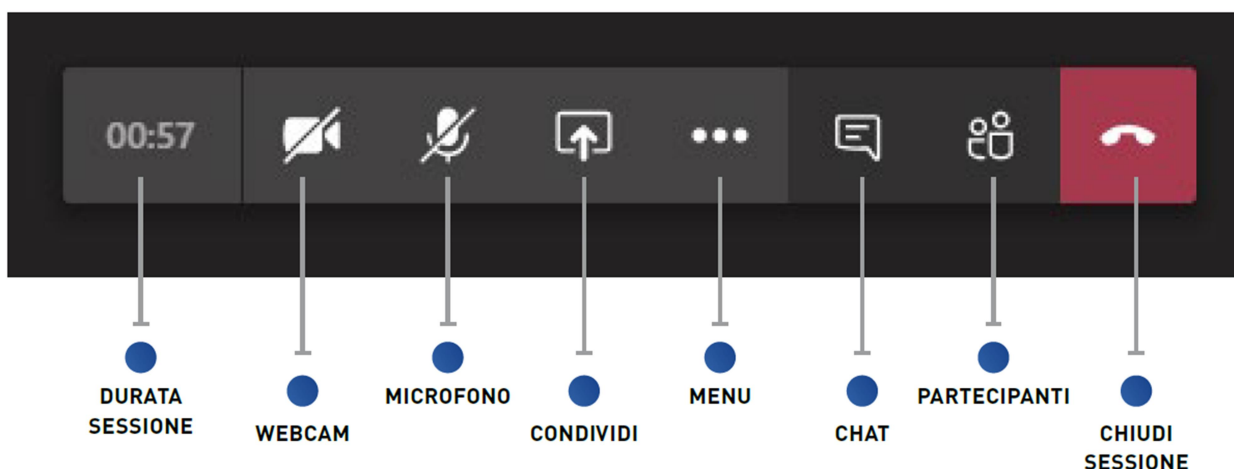 00:57
DURATA
SESSIONE
WEBCAM
MICROFONO
CONDIVIDI
MENU
CHAT
PARTECIPANTI
CHIUDI
SESSIONE